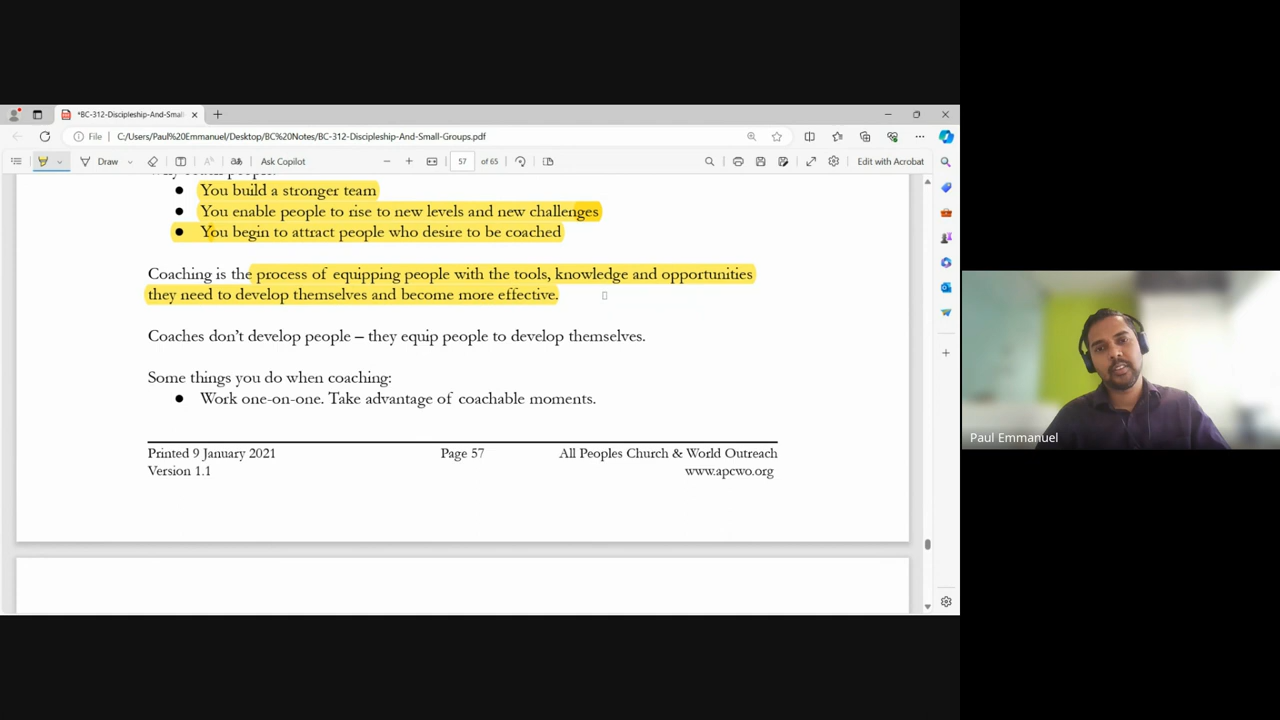 *BC-312-Discipleship-And-Small
File
C:/Users/Paul%20Emmanuel/Desktop/BC%20Notes/BC-312-Discipleship-And-Small-Groups.pdf
Draw
Ask Copilot
57 of 65
Edit with Acrobat
● You build a stronger team
● You enable people to rise to new levels and new challenges
● You begin to attract people who desire to be coached
Coaching is the process of equipping people with the tools, knowledge and opportunities
they need to develop themselves and become more effective.
Coaches don’t develop people – they equip people to develop themselves.
Some things you do when coaching:
● Work one-on-one. Take advantage of coachable moments.
Printed 9 January 2021 Page 57 All Peoples Church & World Outreach
Version 1.1 www.apcwo.org
Paul Emmanuel